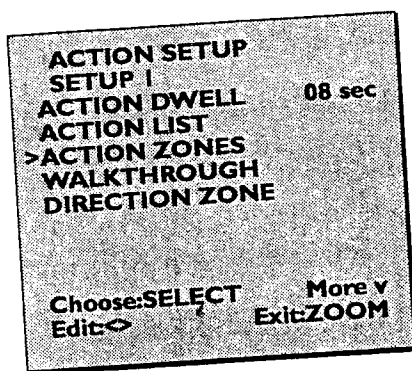 ACTION SETUP
SETUP 1
ACTION DWELL 08 sec
ACTION LIST
>ACTION ZONES
WALKTHROUGH
DIRECTION ZONE
Choose:SELECT More v
Edit:<> Exit:ZOOM